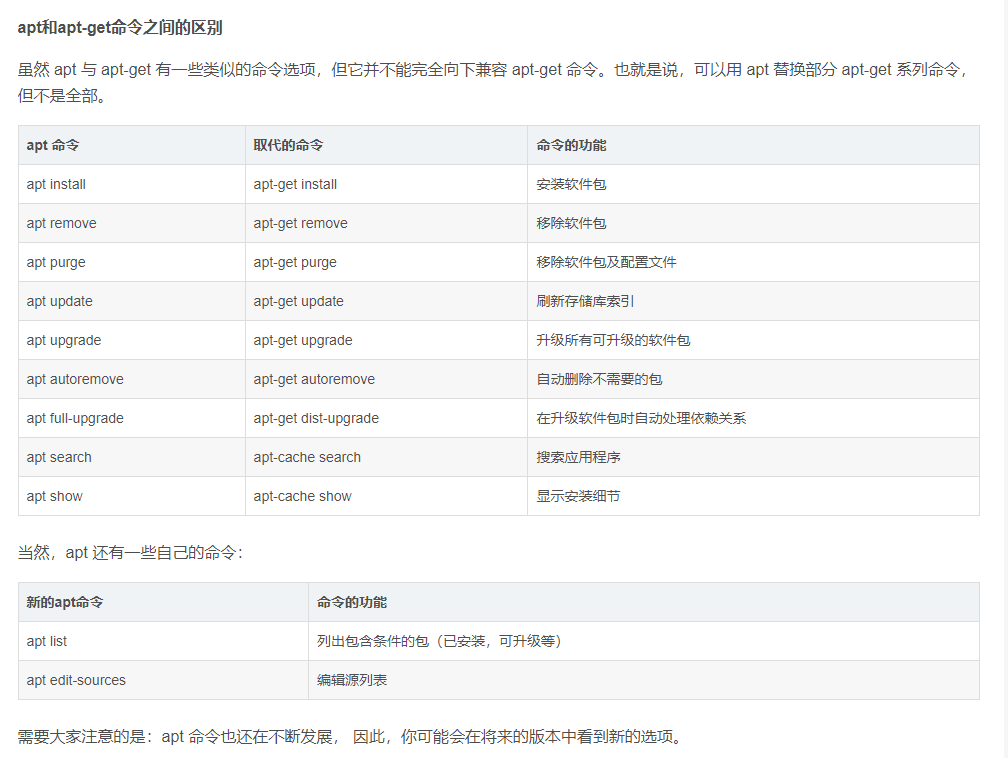 apt和apt-get命令之间的区别
虽然 apt 与 apt-get 有一些类似的命令选项，但它并不能完全向下兼容 apt-get 命令。也就是说，可以用 apt 替换部分 apt-get 系列命令，
但不是全部。
apt 命令 取代的命令 命令的功能
apt install apt-get install 安装软件包
apt remove apt-get remove 移除软件包
apt purge apt-get purge 移除软件包及配置文件
apt update apt-get update 刷新存储库索引
apt upgrade apt-get upgrade 升级所有可升级的软件包
apt autoremove apt-get autoremove 自动删除不需要的包
apt full-upgrade apt-get dist-upgrade 在升级软件包时自动处理依赖关系
apt search apt-cache search 搜索应用程序
apt show apt-cache show 显示安装细节
当然，apt 还有一些自己的命令：
新的apt命令 命令的功能
apt list 列出包含条件的包（已安装，可升级等）
apt edit-sources 编辑源列表
需要大家注意的是：apt 命令也还在不断发展， 因此，你可能会在将来的版本中看到新的选项。